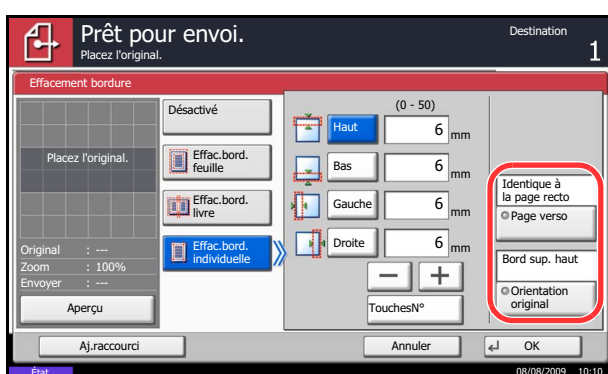 Prêt pour envoi.
Placez l'original.
Destination
1
Effacement bordure
Placez l'original.
Original : ---
Zoom : 100%
Envoyer : ---
Aperçu
Désactivé
Effac.bord.
feuille
Effac.bord.
livre
Effac.bord.
individuelle
(0 - 50)
Haut 6 mm
Bas 6 mm
Gauche 6 mm
Droite 6 mm
TouchesN°
Identique à
la page recto
Page verso
Bord sup. haut
Orientation
original
Aj.raccourci
Annuler
OK
État
08/08/2009 10:10